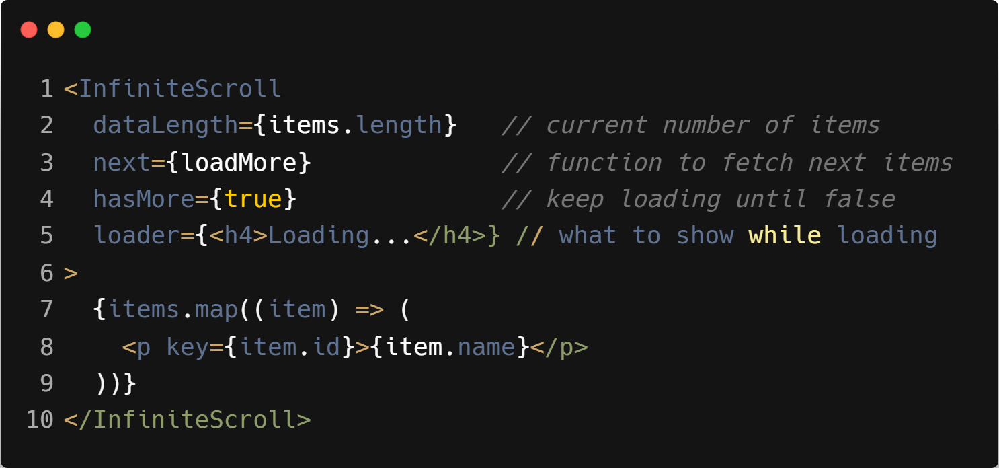 1 <InfiniteScroll
2   dataLength={items.length}   // current number of items
3   next={loadMore}             // function to fetch next items
4   hasMore={true}              // keep loading until false
5   loader={<h4>Loading...</h4>} // what to show while loading
6 >
7   {items.map((item) => (
8     <p key={item.id}>{item.name}</p>
9   ))}
10 </InfiniteScroll>